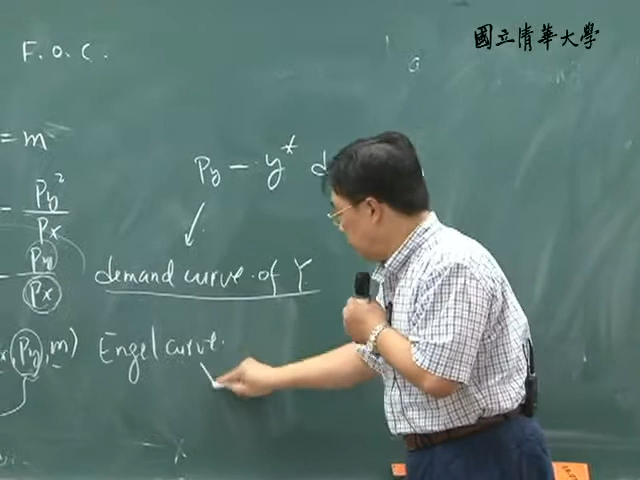 國立清華大學
F.O.C.
= m
Py - y*
- Py² / Px
Py / Px
demand curve of Y
(Py, m) Engel curve.